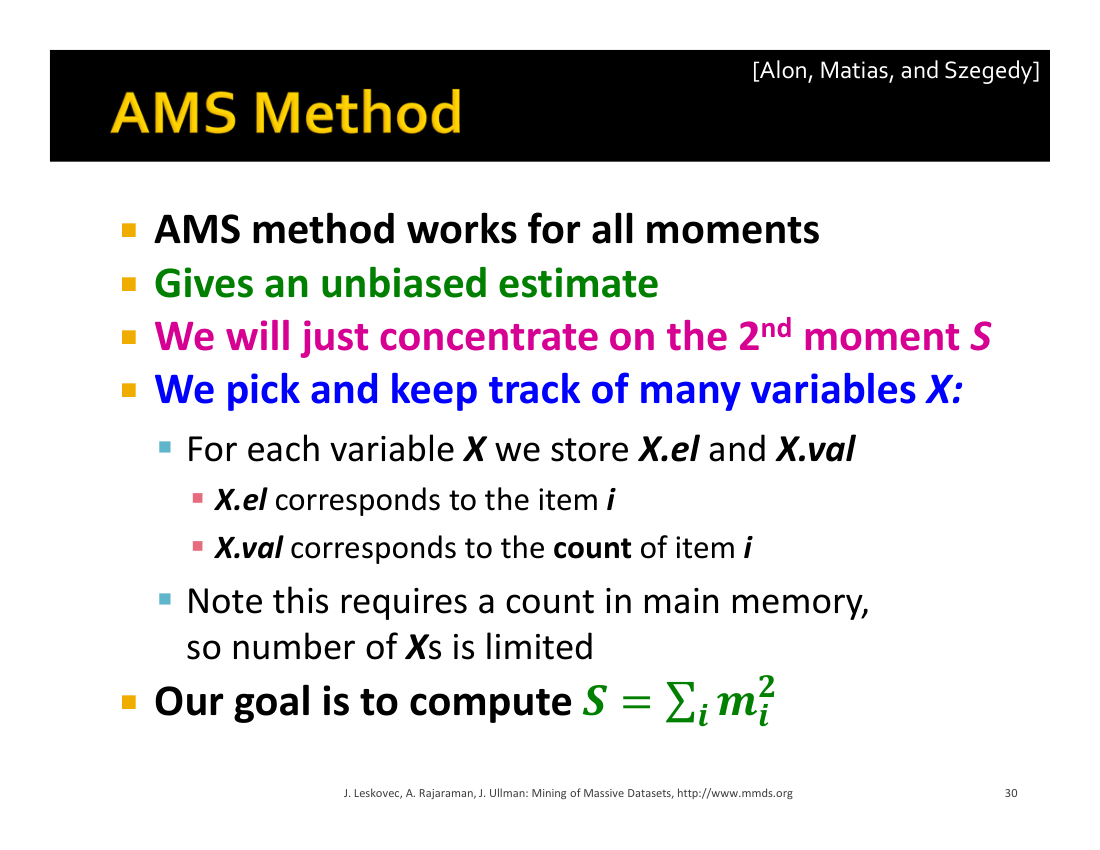 [Alon, Matias, and Szegedy]
AMS Method
AMS method works for all moments
Gives an unbiased estimate
We will just concentrate on the 2nd moment S
We pick and keep track of many variables X:
For each variable X we store X.el and X.val
X.el corresponds to the item i
X.val corresponds to the count of item i
Note this requires a count in main memory,
so number of Xs is limited
Our goal is to compute S = ∑ᵢ mᵢ²
J. Leskovec, A. Rajaraman, J. Ullman: Mining of Massive Datasets, http://www.mmds.org
30